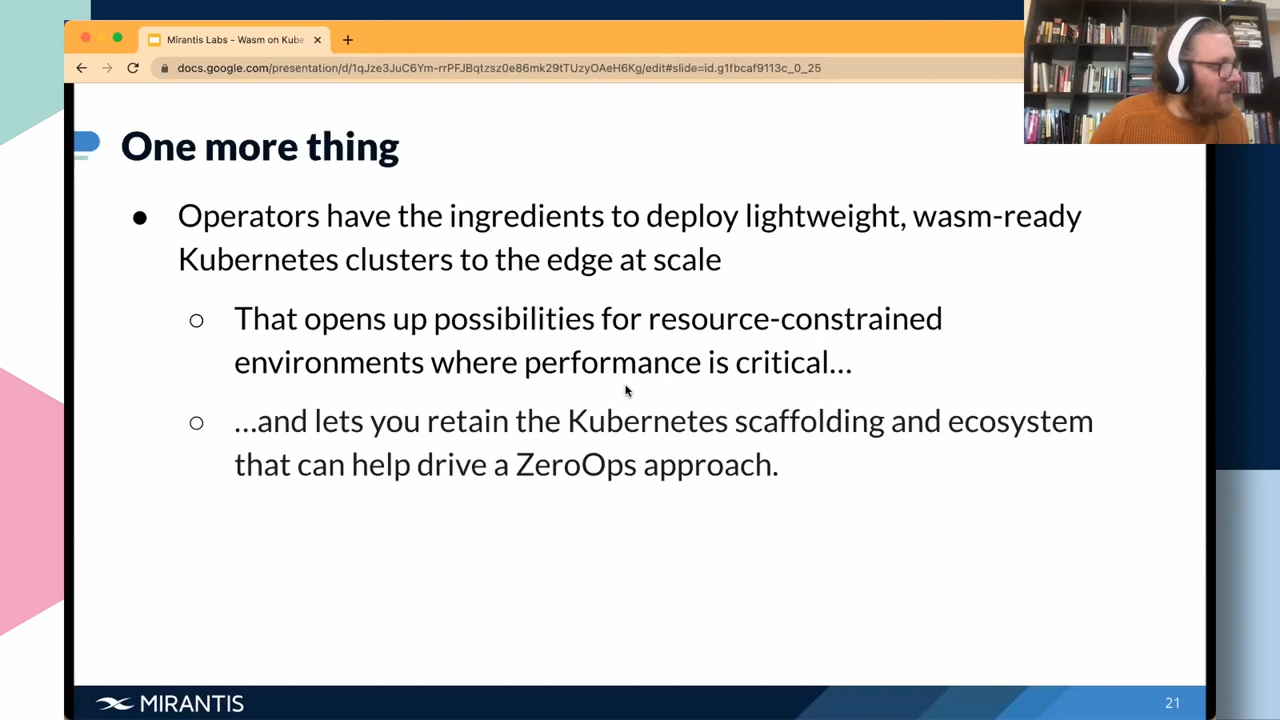 Mirantis Labs - Wasm on Kube
docs.google.com/presentation/d/1qJze3JuC6Ym-rrPFJBqtzsz0e86mk29tTUzyOAeH6Kg/edit#slide=id.g1fbcaf9113c_0_25
One more thing
● Operators have the ingredients to deploy lightweight, wasm-ready
Kubernetes clusters to the edge at scale
○ That opens up possibilities for resource-constrained
environments where performance is critical…
○ …and lets you retain the Kubernetes scaffolding and ecosystem
that can help drive a ZeroOps approach.
MIRANTIS
21